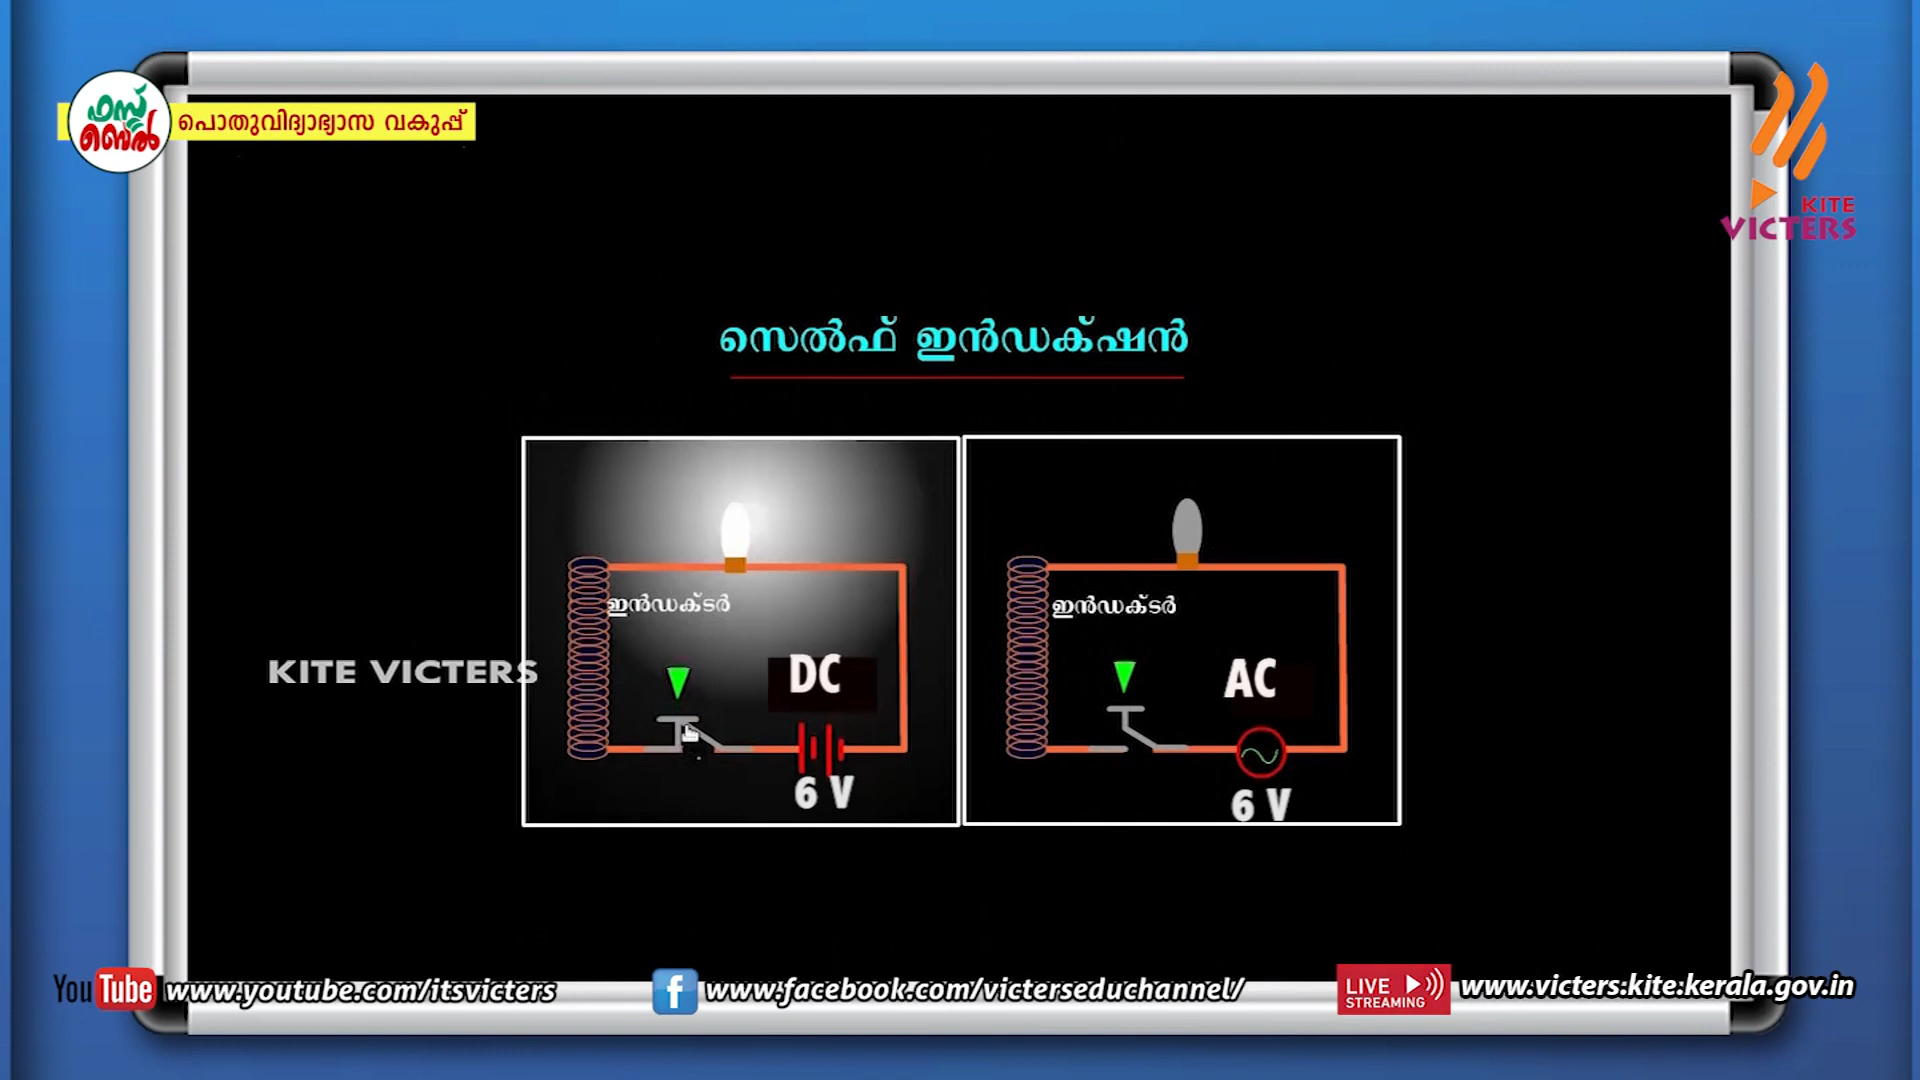 ഫസ്റ്റ്
ബെൽ
പൊതുവിദ്യാഭ്യാസ വകുപ്പ്
KITE
VICTERS
സെൽഫ് ഇൻഡക്ഷൻ
ഇൻഡക്ടർ
DC
6 V
ഇൻഡക്ടർ
AC
6 V
KITE VICTERS
YouTube www.youtube.com/itsvicters
f www.facebook.com/victerseduchannel/
LIVE
STREAMING
www.victers.kite.kerala.gov.in